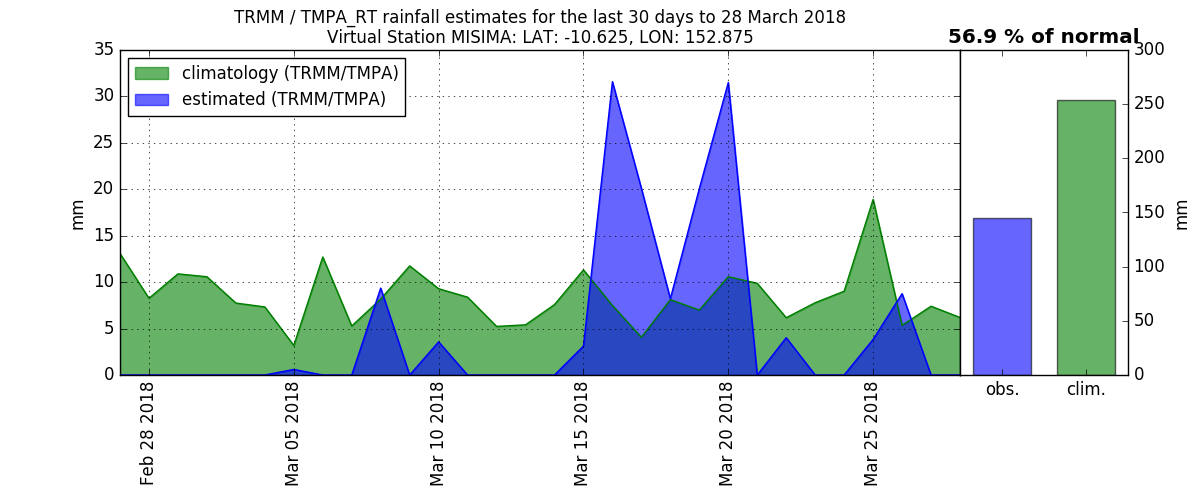 TRMM / TMPA_RT rainfall estimates for the last 30 days to 28 March 2018
Virtual Station MISIMA: LAT: -10.625, LON: 152.875
56.9 % of normal
climatology (TRMM/TMPA)
estimated (TRMM/TMPA)
35
30
25
20
15
10
5
0
mm
Feb 28 2018
Mar 05 2018
Mar 10 2018
Mar 15 2018
Mar 20 2018
Mar 25 2018
300
250
200
150
100
50
0
mm
obs.
clim.